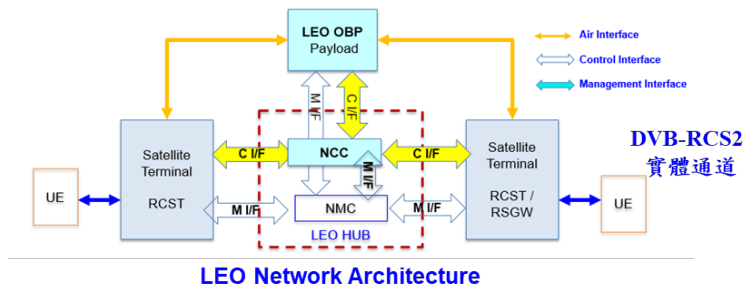 LEO OBP
Payload
Air Interface
Control Interface
Management Interface
M I/F
C I/F
Satellite
Terminal
RCST
C I/F
NCC
C I/F
Satellite
Terminal
RCST /
RSGW
DVB-RCS2
實體通道
UE
M I/F
M I/F
NMC
M I/F
UE
LEO HUB
LEO Network Architecture